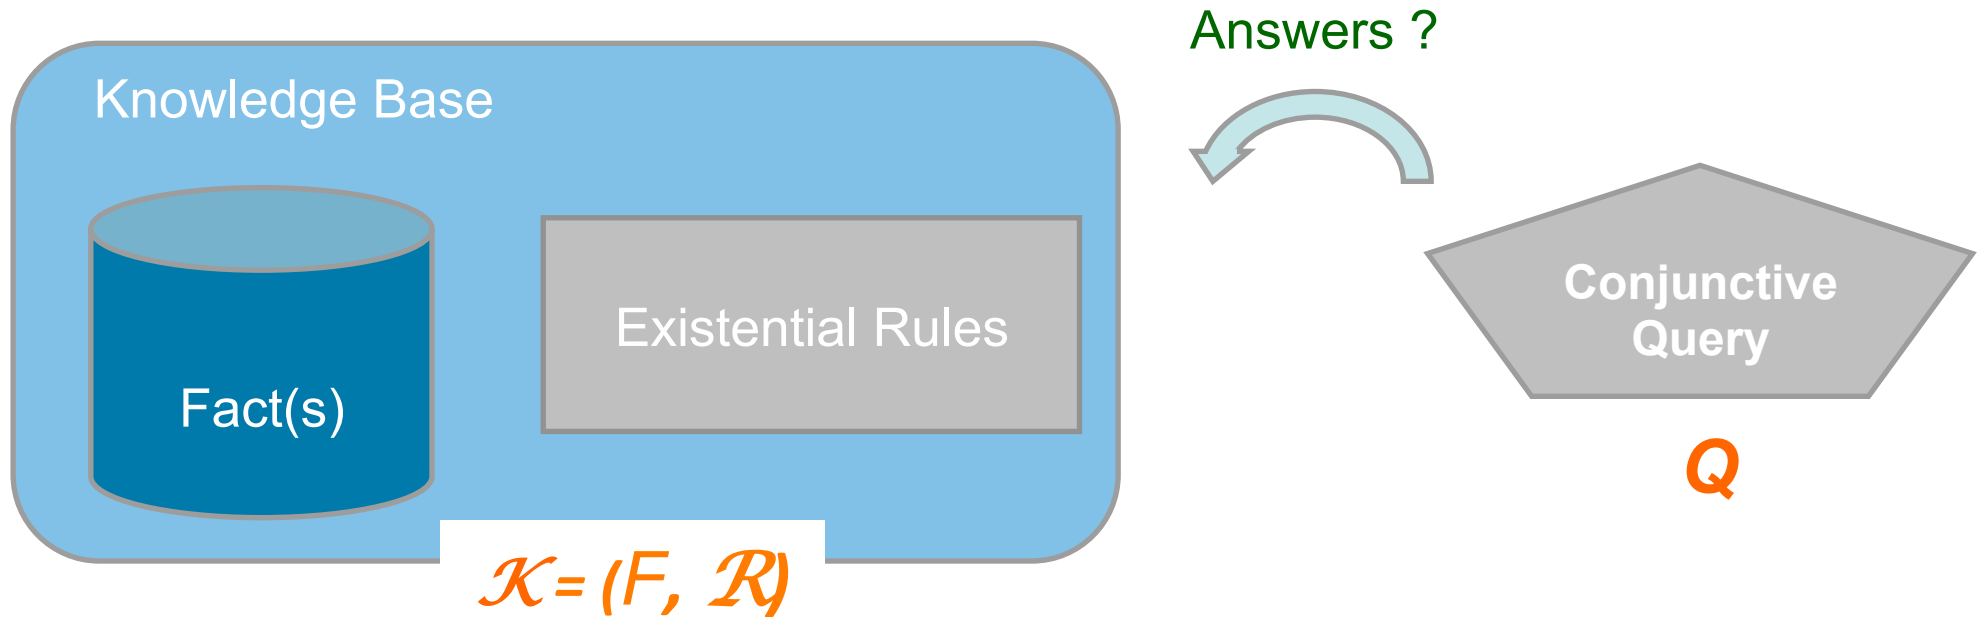 Answers ?
Knowledge Base
Conjunctive
Query
Existential Rules
Fact(s)
Q
𝒦 = (F, ℛ)